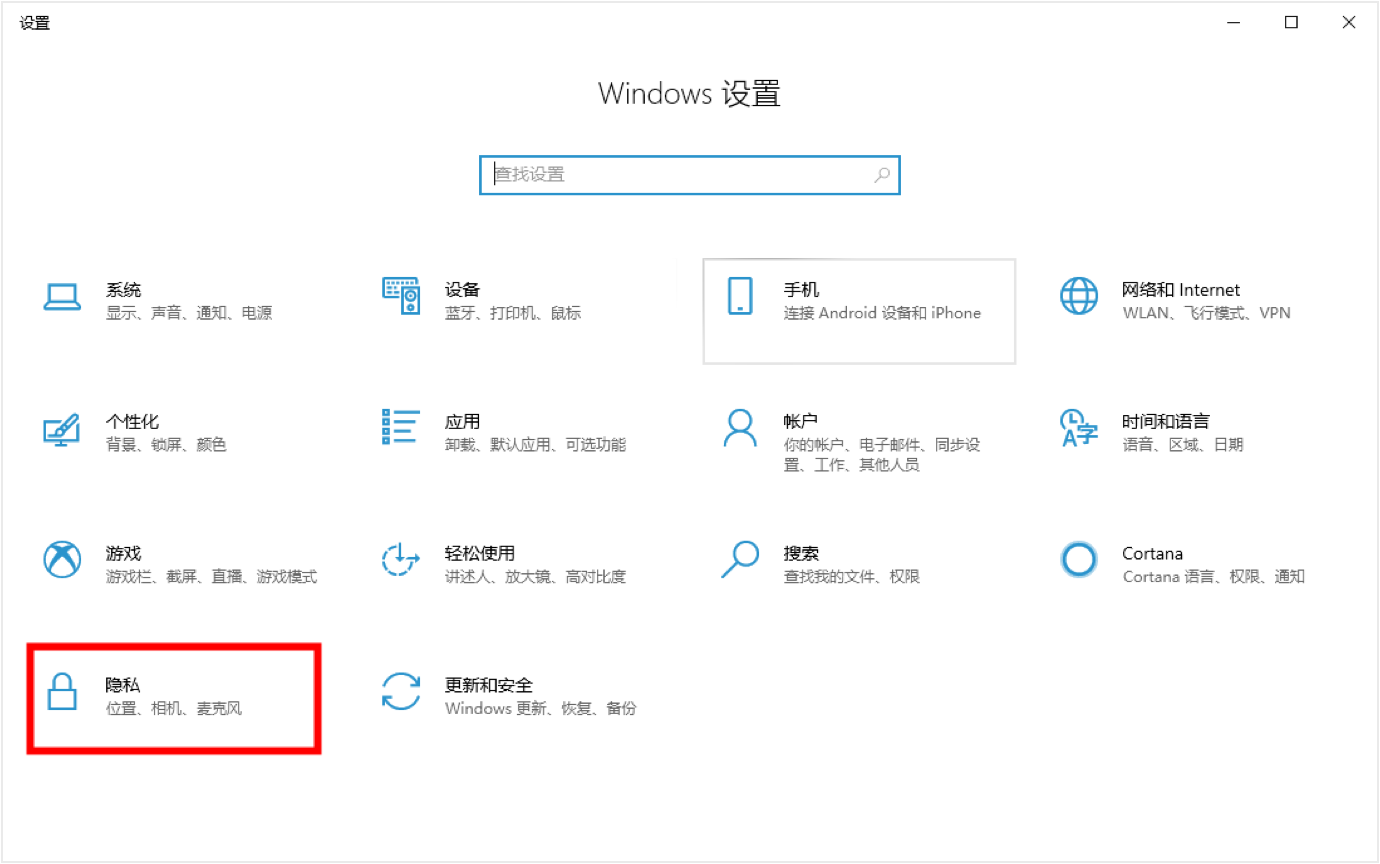 设置
Windows 设置
查找设置
系统
显示、声音、通知、电源
设备
蓝牙、打印机、鼠标
手机
连接 Android 设备和 iPhone
网络和 Internet
WLAN、飞行模式、VPN
个性化
背景、锁屏、颜色
应用
卸载、默认应用、可选功能
帐户
你的帐户、电子邮件、同步设
置、工作、其他人员
时间和语言
语音、区域、日期
游戏
游戏栏、截屏、直播、游戏模式
轻松使用
讲述人、放大镜、高对比度
搜索
查找我的文件、权限
Cortana
Cortana 语言、权限、通知
隐私
位置、相机、麦克风
更新和安全
Windows 更新、恢复、备份